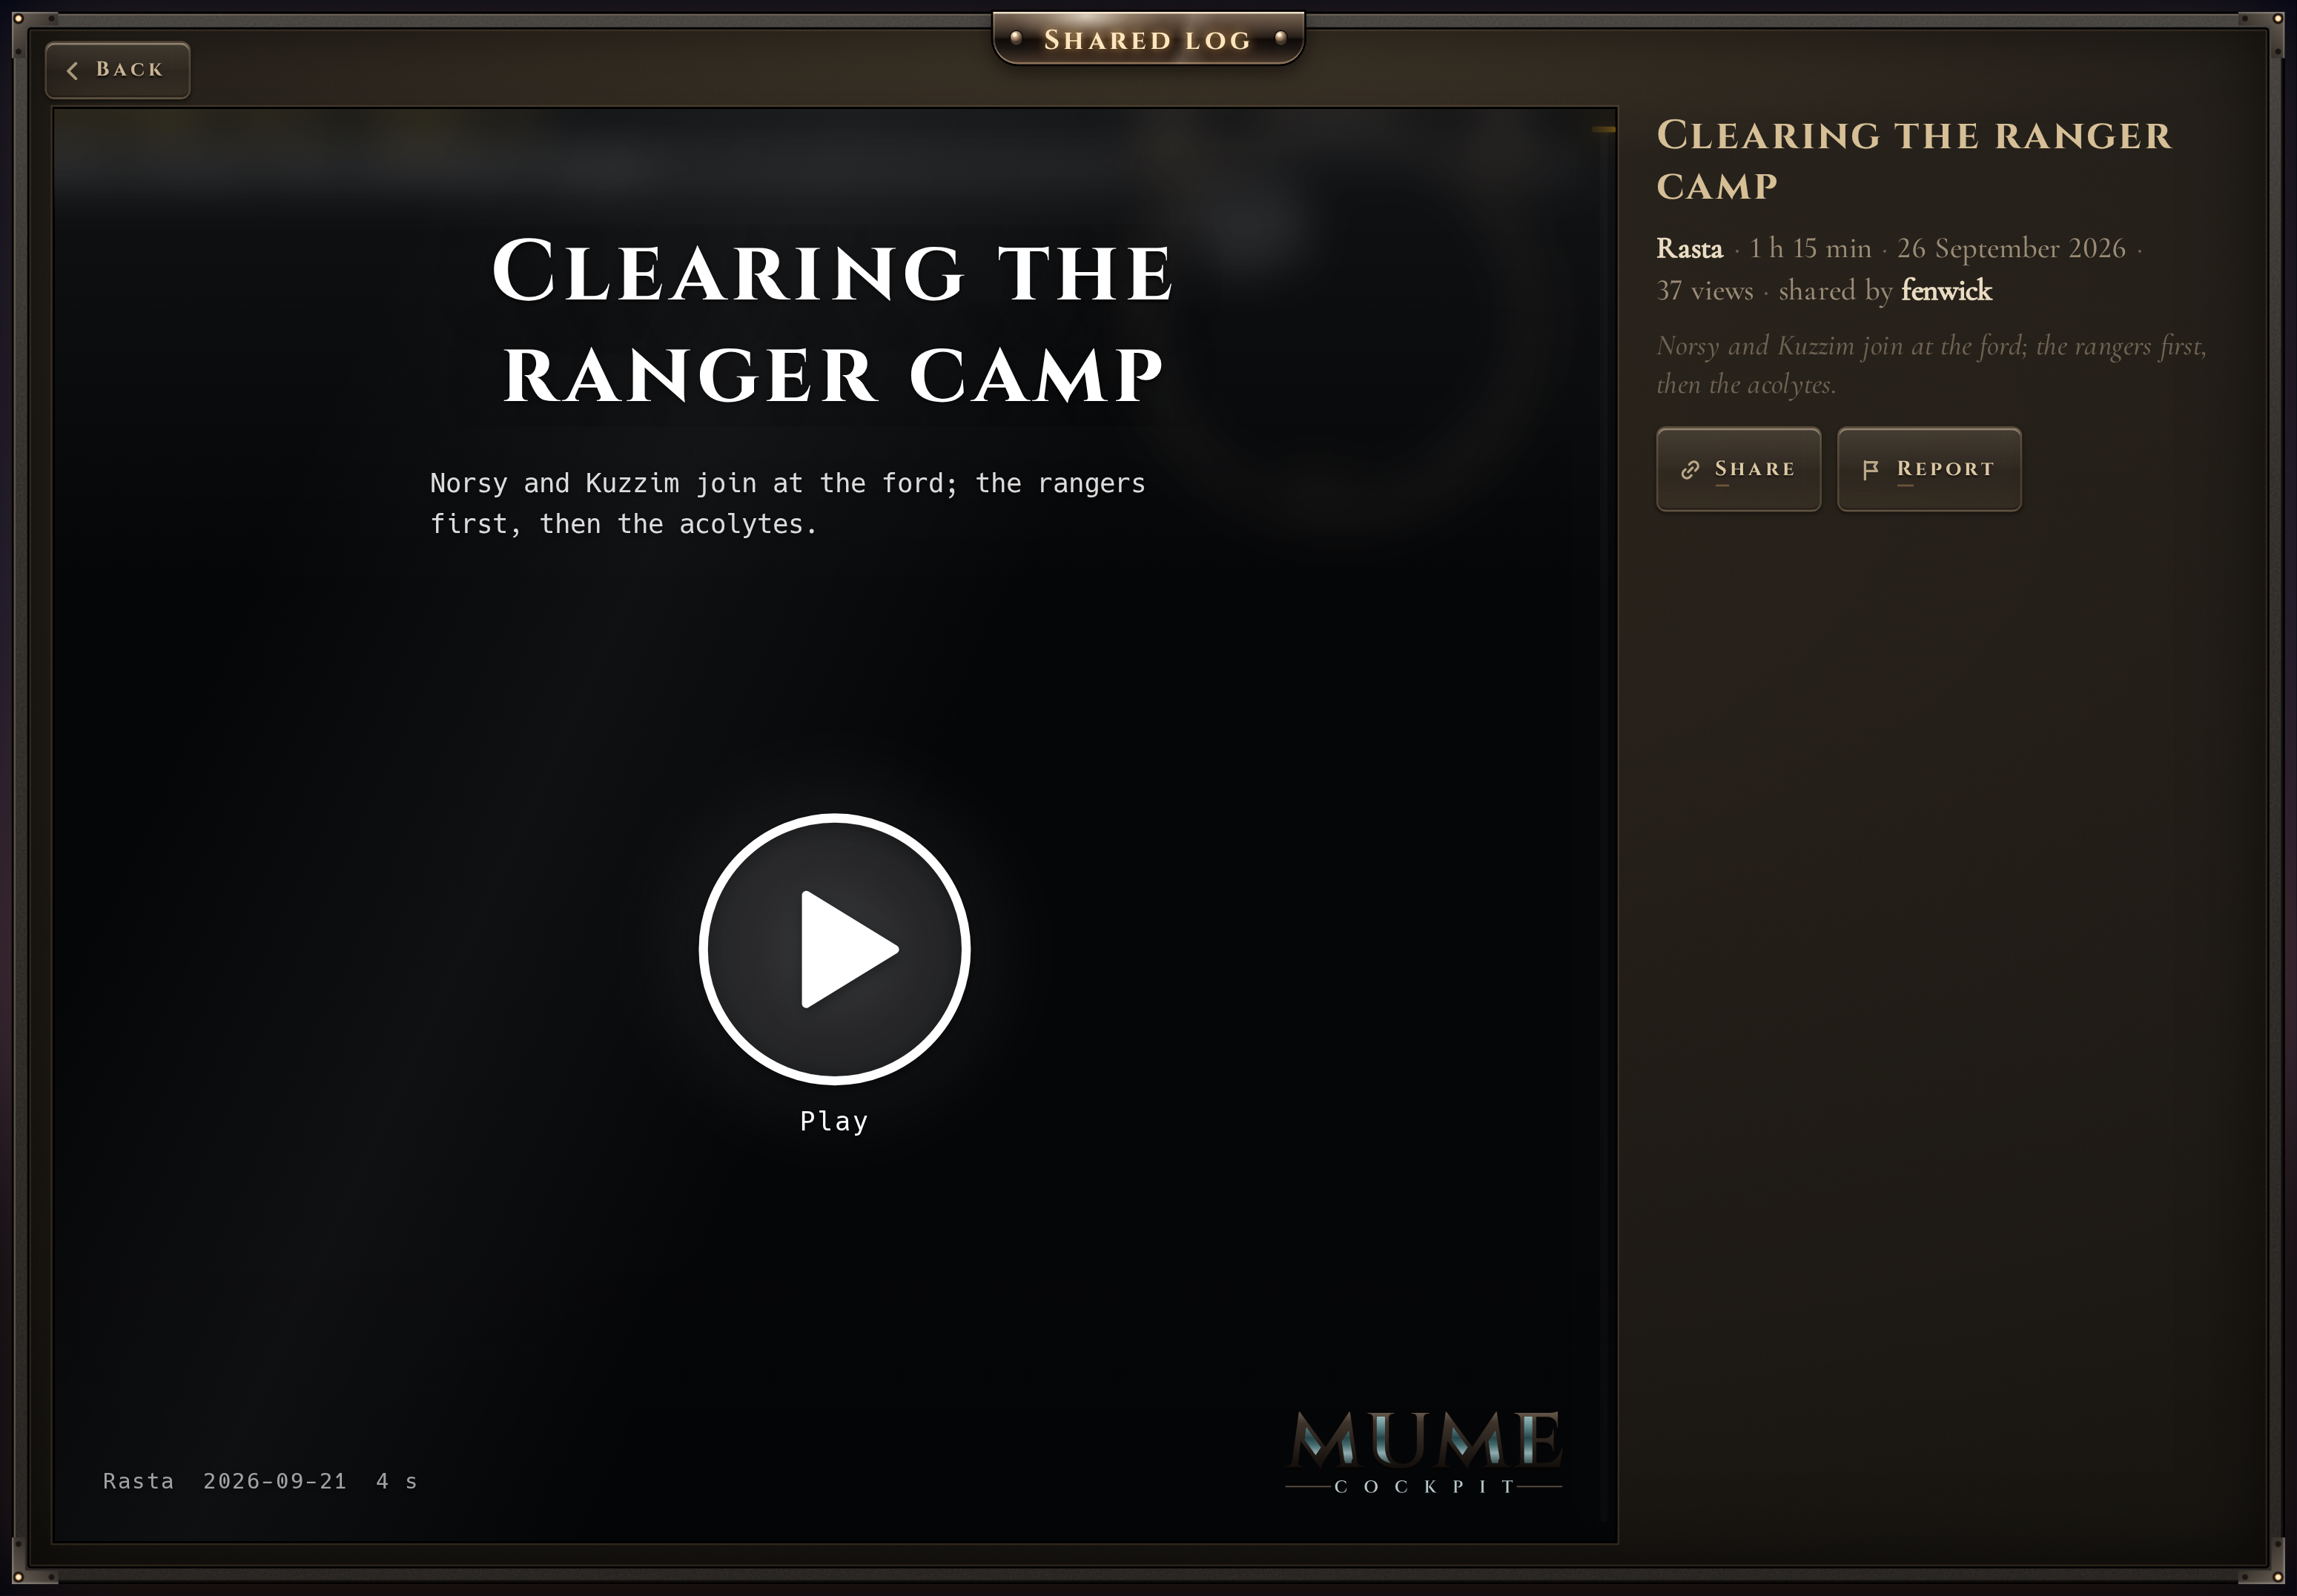 Shared log
Back
Clearing the
ranger camp
Norsy and Kuzzim join at the ford; the rangers
first, then the acolytes.
Play
Rasta 2026-09-21 4 s
MUME
COCKPIT
Clearing the ranger
camp
Rasta · 1 h 15 min · 26 September 2026 ·
37 views · shared by fenwick
Norsy and Kuzzim join at the ford; the rangers first,
then the acolytes.
Share
Report